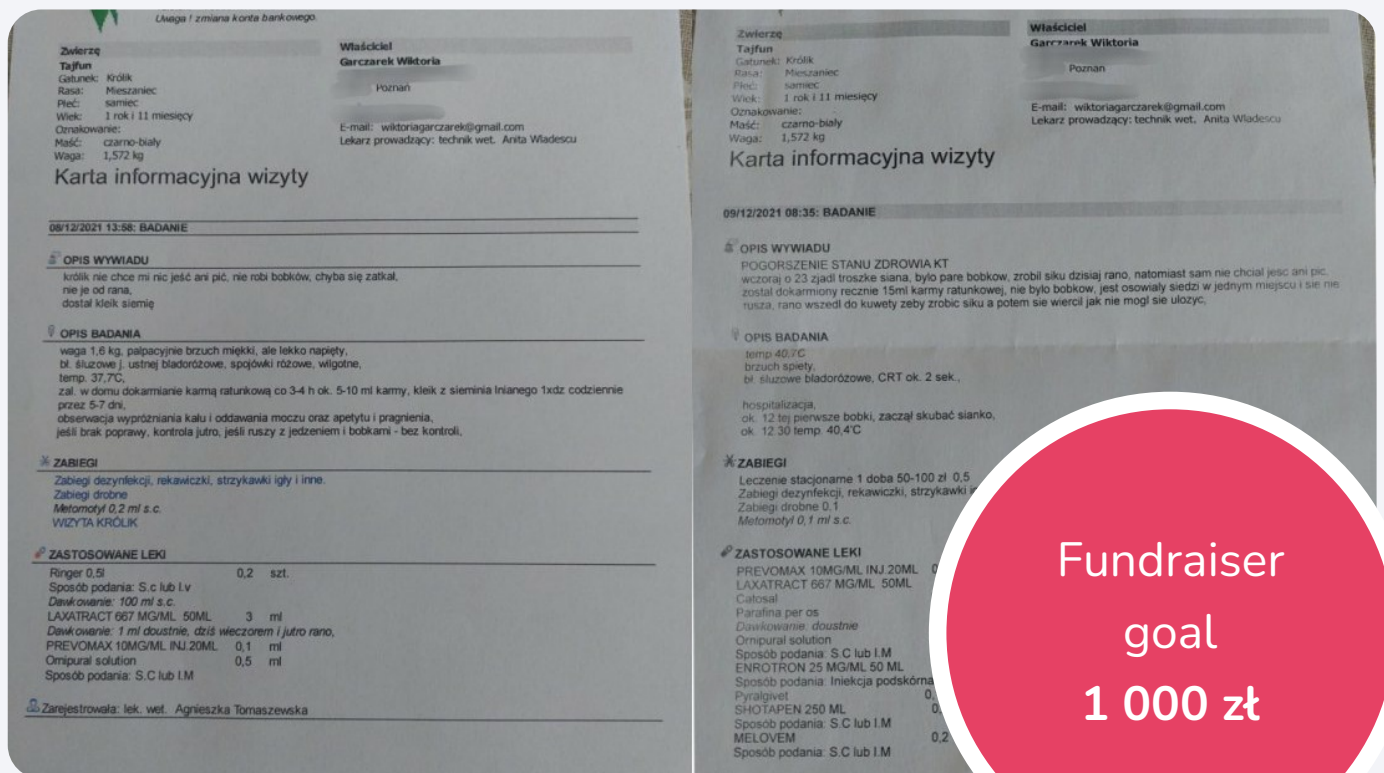 Uwaga ! zmiana konta bankowego.
Zwierzę
Tajfun
Gatunek: Królik
Rasa: Mieszaniec
Płeć: samiec
Wiek: 1 rok i 11 miesięcy
Oznakowanie:
Maść: czarno-biały
Waga: 1,572 kg
Właściciel
Garczarek Wiktoria
Poznań
E-mail: wiktoriagarczarek@gmail.com
Lekarz prowadzący: technik wet. Anita Wladescu
Karta informacyjna wizyty
08/12/2021 13:58: BADANIE
OPIS WYWIADU
królik nie chce mi nic jeść ani pić, nie robi bobków, chyba się zatkał,
nie je od rana,
dostał kleik siemię
OPIS BADANIA
waga 1,6 kg, palpacyjnie brzuch miękki, ale lekko napięty,
bł. śluzowe j. ustnej bladoróżowe, spojówki różowe, wilgotne,
temp. 37,7'C,
zal. w domu dokarmianie karmą ratunkową co 3-4 h ok. 5-10 ml karmy, kleik z sieminia lnianego 1xdz codziennie
przez 5-7 dni,
obserwacja wypróżniania kału i oddawania moczu oraz apetytu i pragnienia,
jeśli brak poprawy, kontrola jutro, jeśli ruszy z jedzeniem i bobkami - bez kontroli,
ZABIEGI
Zabiegi dezynfekcji, rekawiczki, strzykawki igły i inne.
Zabiegi drobne
Metomotyl 0,2 ml s.c.
WIZYTA KRÓLIK
ZASTOSOWANE LEKI
Ringer 0,5l 0,2 szt.
Sposób podania: S.c lub I.v
Dawkowanie: 100 ml s.c.
LAXATRACT 667 MG/ML 50ML 3 ml
Dawkowanie: 1 ml doustnie, dziś wieczorem i jutro rano,
PREVOMAX 10MG/ML INJ.20ML 0,1 ml
Ornipural solution 0,5 ml
Sposób podania: S.C lub I.M
Zarejestrowała: lek. wet. Agnieszka Tomaszewska
Zwierzę
Tajfun
Gatunek: Królik
Rasa: Mieszaniec
Płeć: samiec
Wiek: 1 rok i 11 miesięcy
Oznakowanie:
Maść: czarno-biały
Waga: 1,572 kg
Właściciel
Garczarek Wiktoria
Poznan
E-mail: wiktoriagarczarek@gmail.com
Lekarz prowadzący: technik wet. Anita Wladescu
Karta informacyjna wizyty
09/12/2021 08:35: BADANIE
OPIS WYWIADU
POGORSZENIE STANU ZDROWIA KT
wczoraj o 23 zjadl troszke siana, bylo pare bobkow, zrobil siku dzisiaj rano, natomiast sam nie chcial jesc ani pic,
zostal dokarmiony recznie 15ml karmy ratunkowej, nie bylo bobkow, jest osowialy siedzi w jednym miejscu i sie nie
rusza, rano wszedl do kuwety zeby zrobic siku a potem sie wiercil jak nie mogl sie ulozyc,
OPIS BADANIA
temp 40.7'C
brzuch spiety,
bł. śluzowe bladoróżowe, CRT ok. 2 sek.,
hospitalizacja,
ok. 12 tej pierwsze bobki, zaczął skubać sianko,
ok. 12.30 temp. 40,4'C
ZABIEGI
Leczenie stacjonarne 1 doba 50-100 zł 0,5
Zabiegi dezynfekcji, rekawiczki, strzykawki
Zabiegi drobne 0.1
Metomotyl 0,1 ml s.c.
ZASTOSOWANE LEKI
PREVOMAX 10MG/ML INJ.20ML
LAXATRACT 667 MG/ML 50ML
Catosal
Parafina per os
Dawkowanie: doustnie
Ornipural solution
Sposób podania: S.C lub I.M
ENROTRON 25 MG/ML 50 ML
Sposób podania: Iniekcja podskórna
Pyralgivet
SHOTAPEN 250 ML
Sposób podania: S.C lub I.M
MELOVEM 0,2
Sposób podania: S.C lub I.M
Fundraiser
goal
1 000 zł